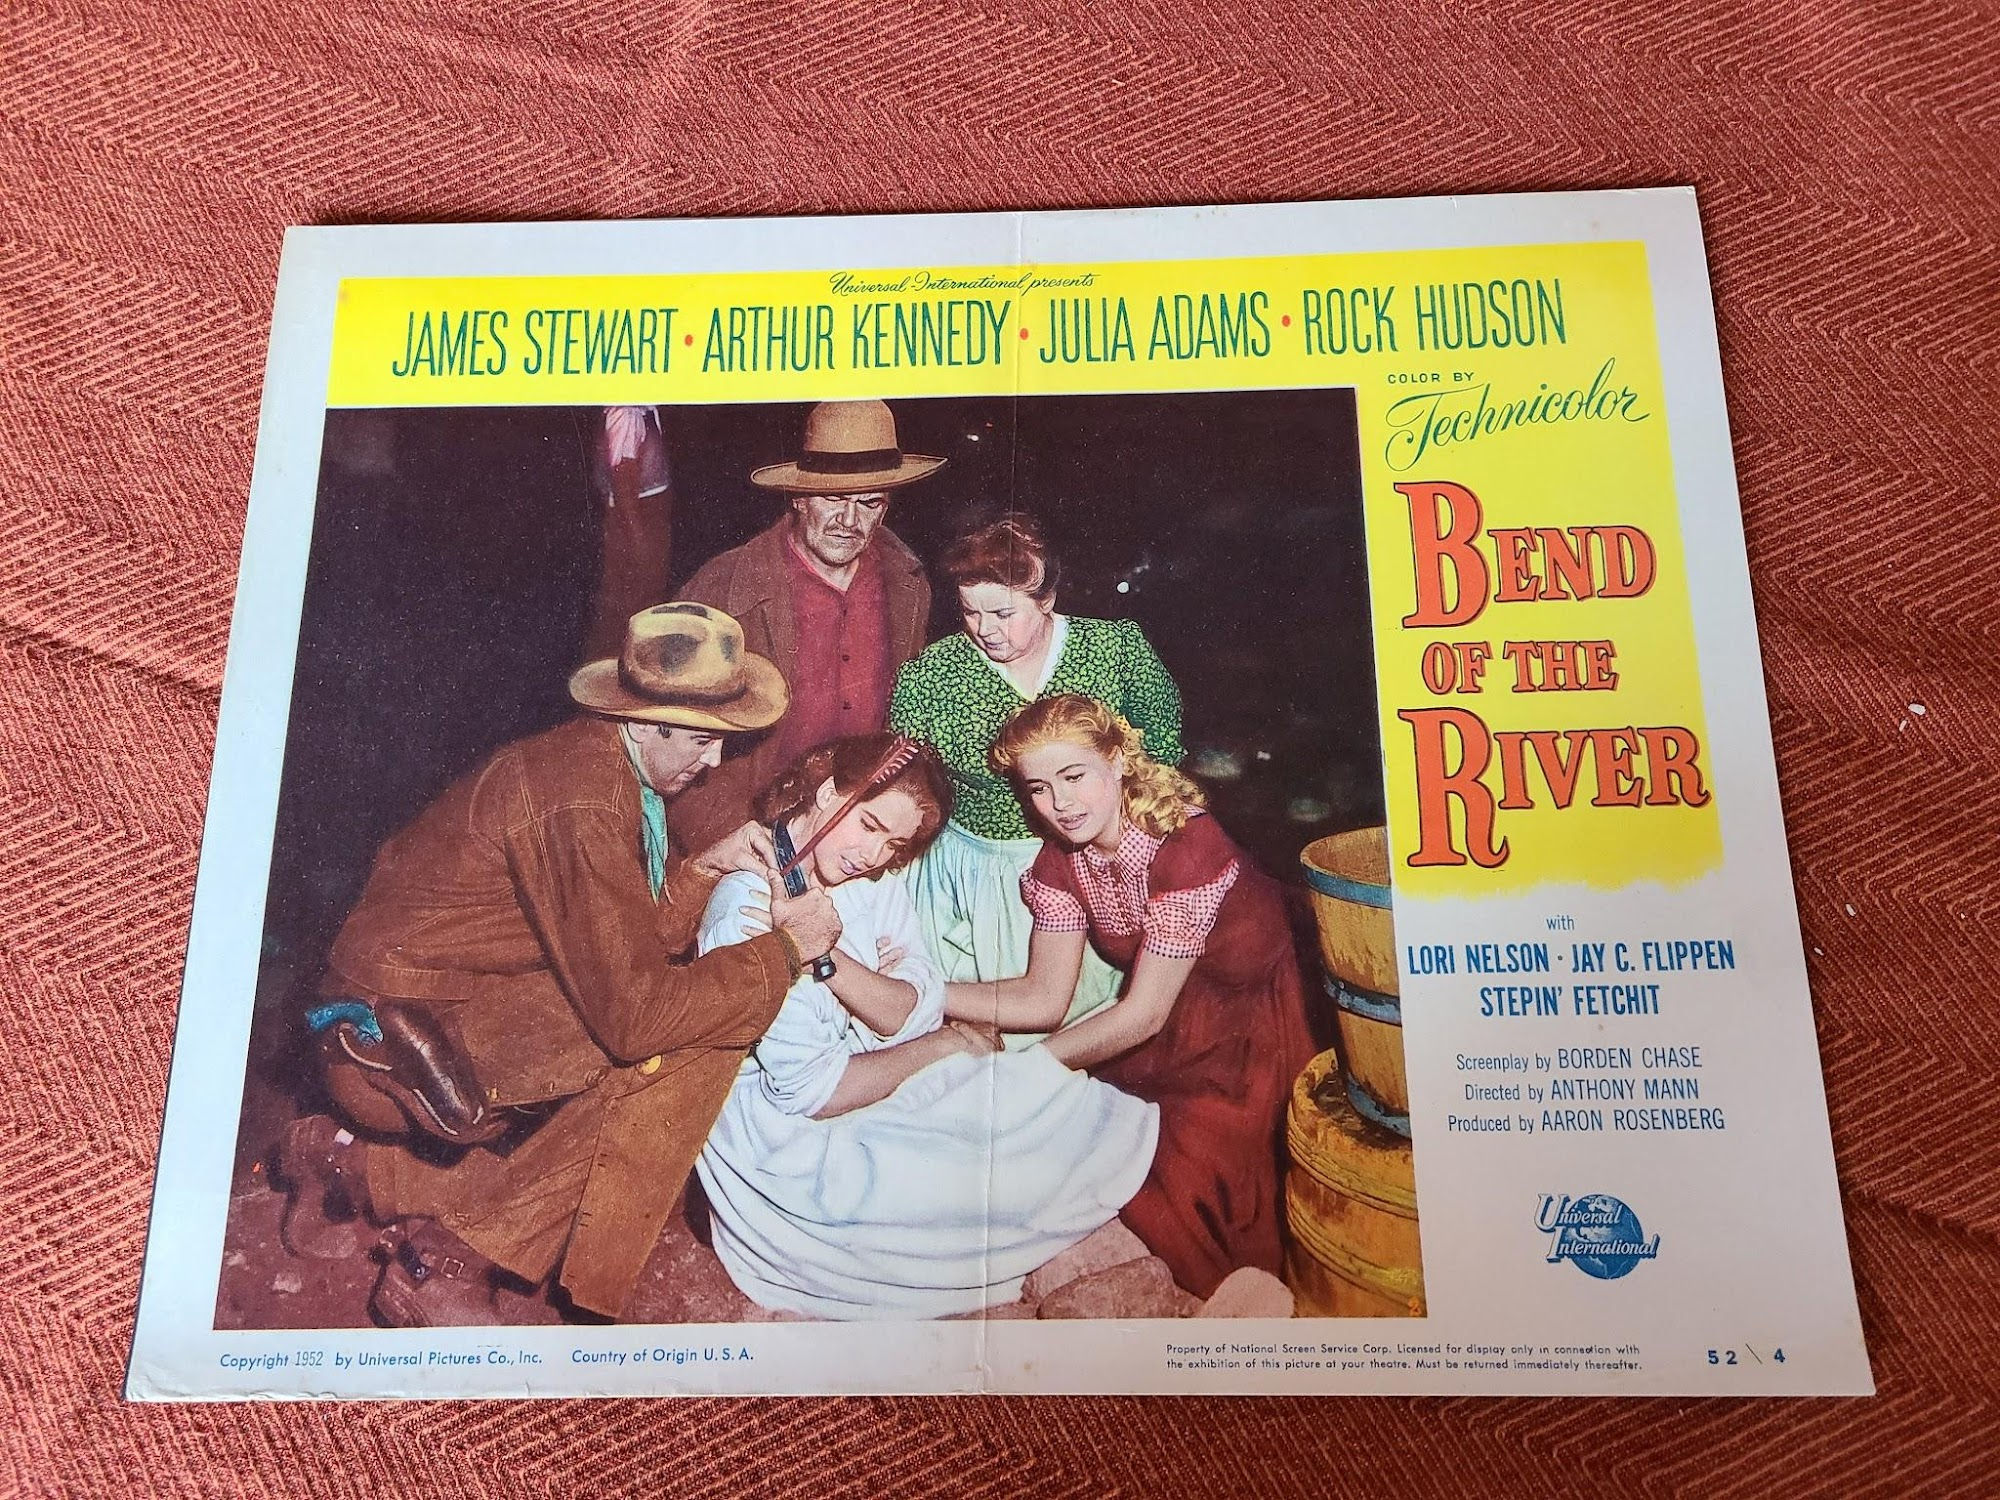 Universal-International presents
JAMES STEWART • ARTHUR KENNEDY • JULIA ADAMS • ROCK HUDSON
COLOR BY
Technicolor
BEND
OF THE
RIVER
with
LORI NELSON · JAY C. FLIPPEN
STEPIN' FETCHIT
Screenplay by BORDEN CHASE
Directed by ANTHONY MANN
Produced by AARON ROSENBERG
Universal
International
2
Copyright 1952 by Universal Pictures Co., Inc. Country of Origin U. S. A.
Property of National Screen Service Corp. Licensed for display only in connection with
the exhibition of this picture at your theatre. Must be returned immediately thereafter.
52 \ 4